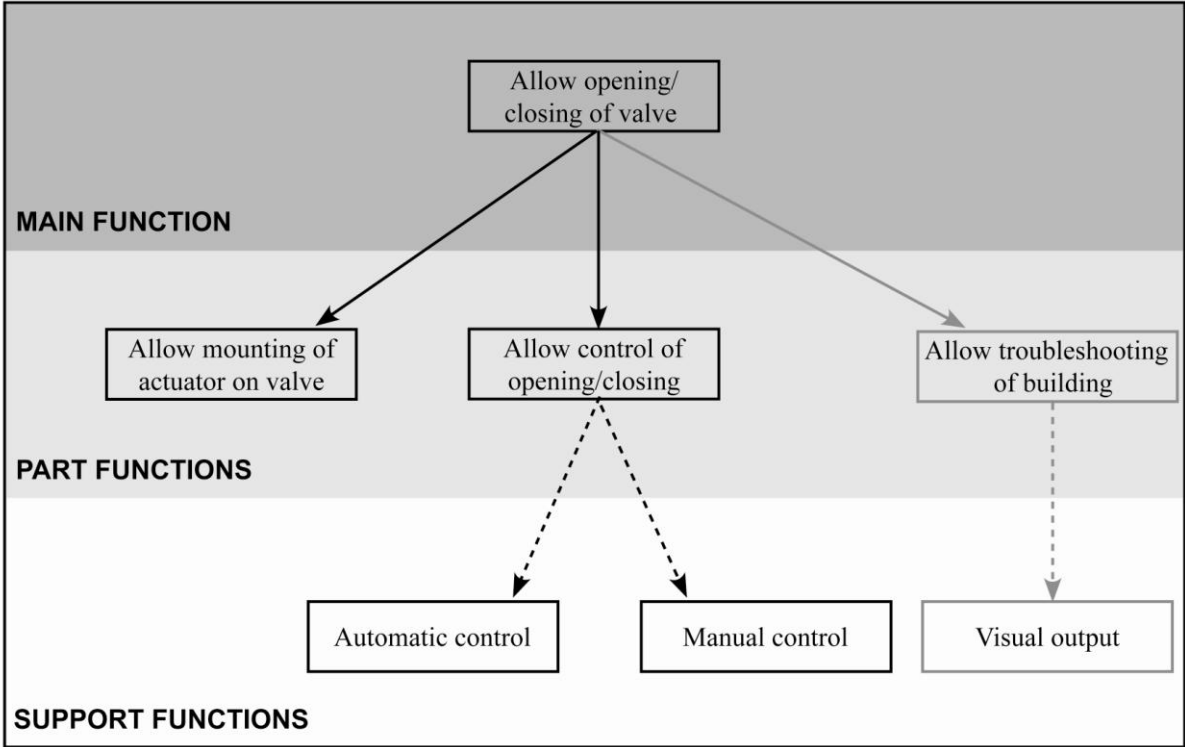 Allow opening/
closing of valve
MAIN FUNCTION
Allow mounting of
actuator on valve
Allow control of
opening/closing
Allow troubleshooting
of building
PART FUNCTIONS
Automatic control
Manual control
Visual output
SUPPORT FUNCTIONS